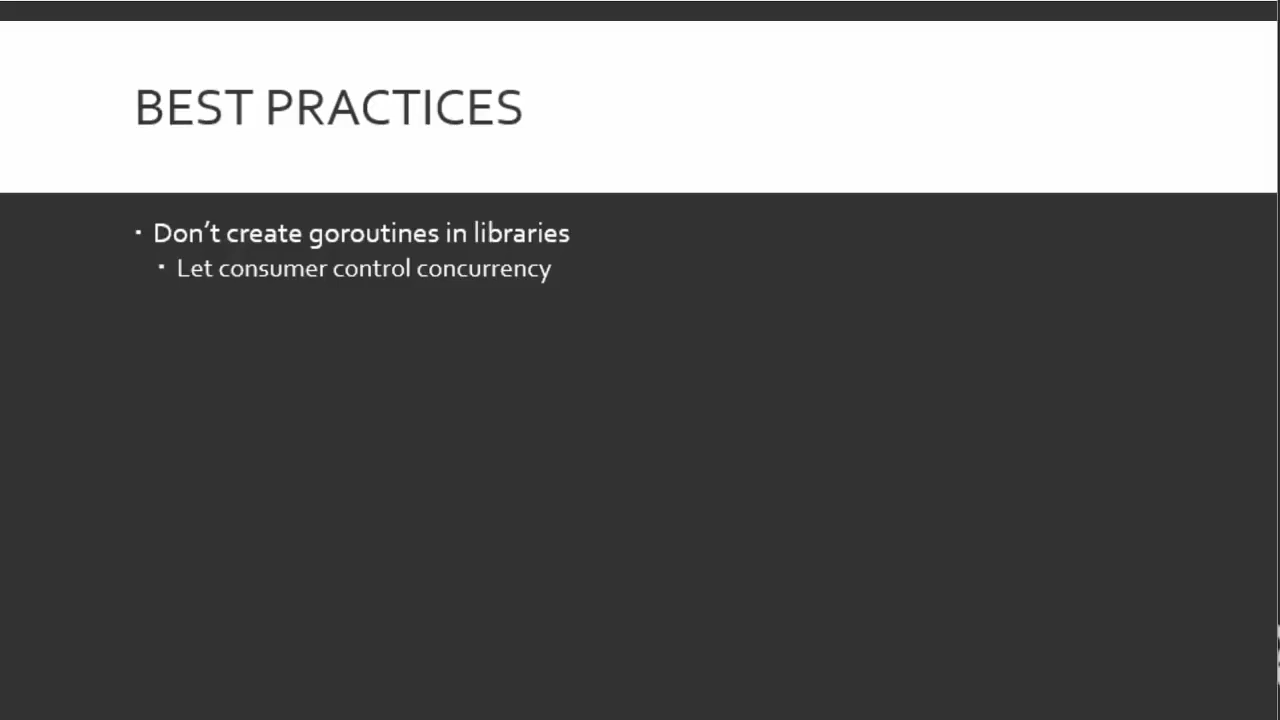 BEST PRACTICES
▪ Don’t create goroutines in libraries
▪ Let consumer control concurrency